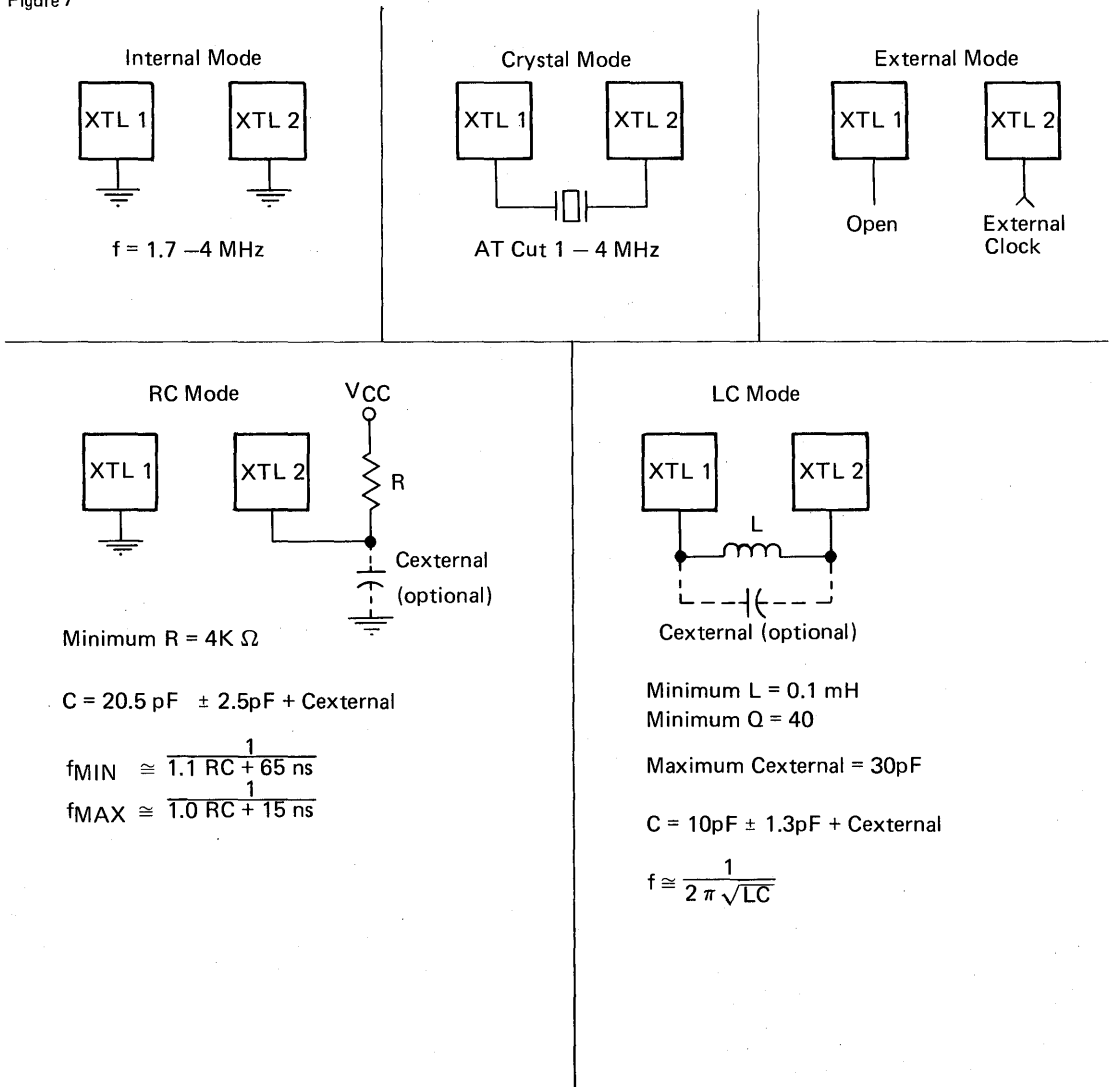 Figure 7
Internal Mode
XTL 1
XTL 2
f = 1.7 —4 MHz
Crystal Mode
XTL 1
XTL 2
AT Cut 1 — 4 MHz
External Mode
XTL 1
XTL 2
Open
External
Clock
RC Mode
VCC
XTL 1
XTL 2
R
Cexternal
(optional)
Minimum R = 4K Ω
C = 20.5 pF ± 2.5pF + Cexternal
fMIN ≅ 1 / 1.1 RC + 65 ns
fMAX ≅ 1 / 1.0 RC + 15 ns
LC Mode
XTL 1
XTL 2
L
Cexternal (optional)
Minimum L = 0.1 mH
Minimum Q = 40
Maximum Cexternal = 30pF
C = 10pF ± 1.3pF + Cexternal
f ≅ 1 / 2 π √LC